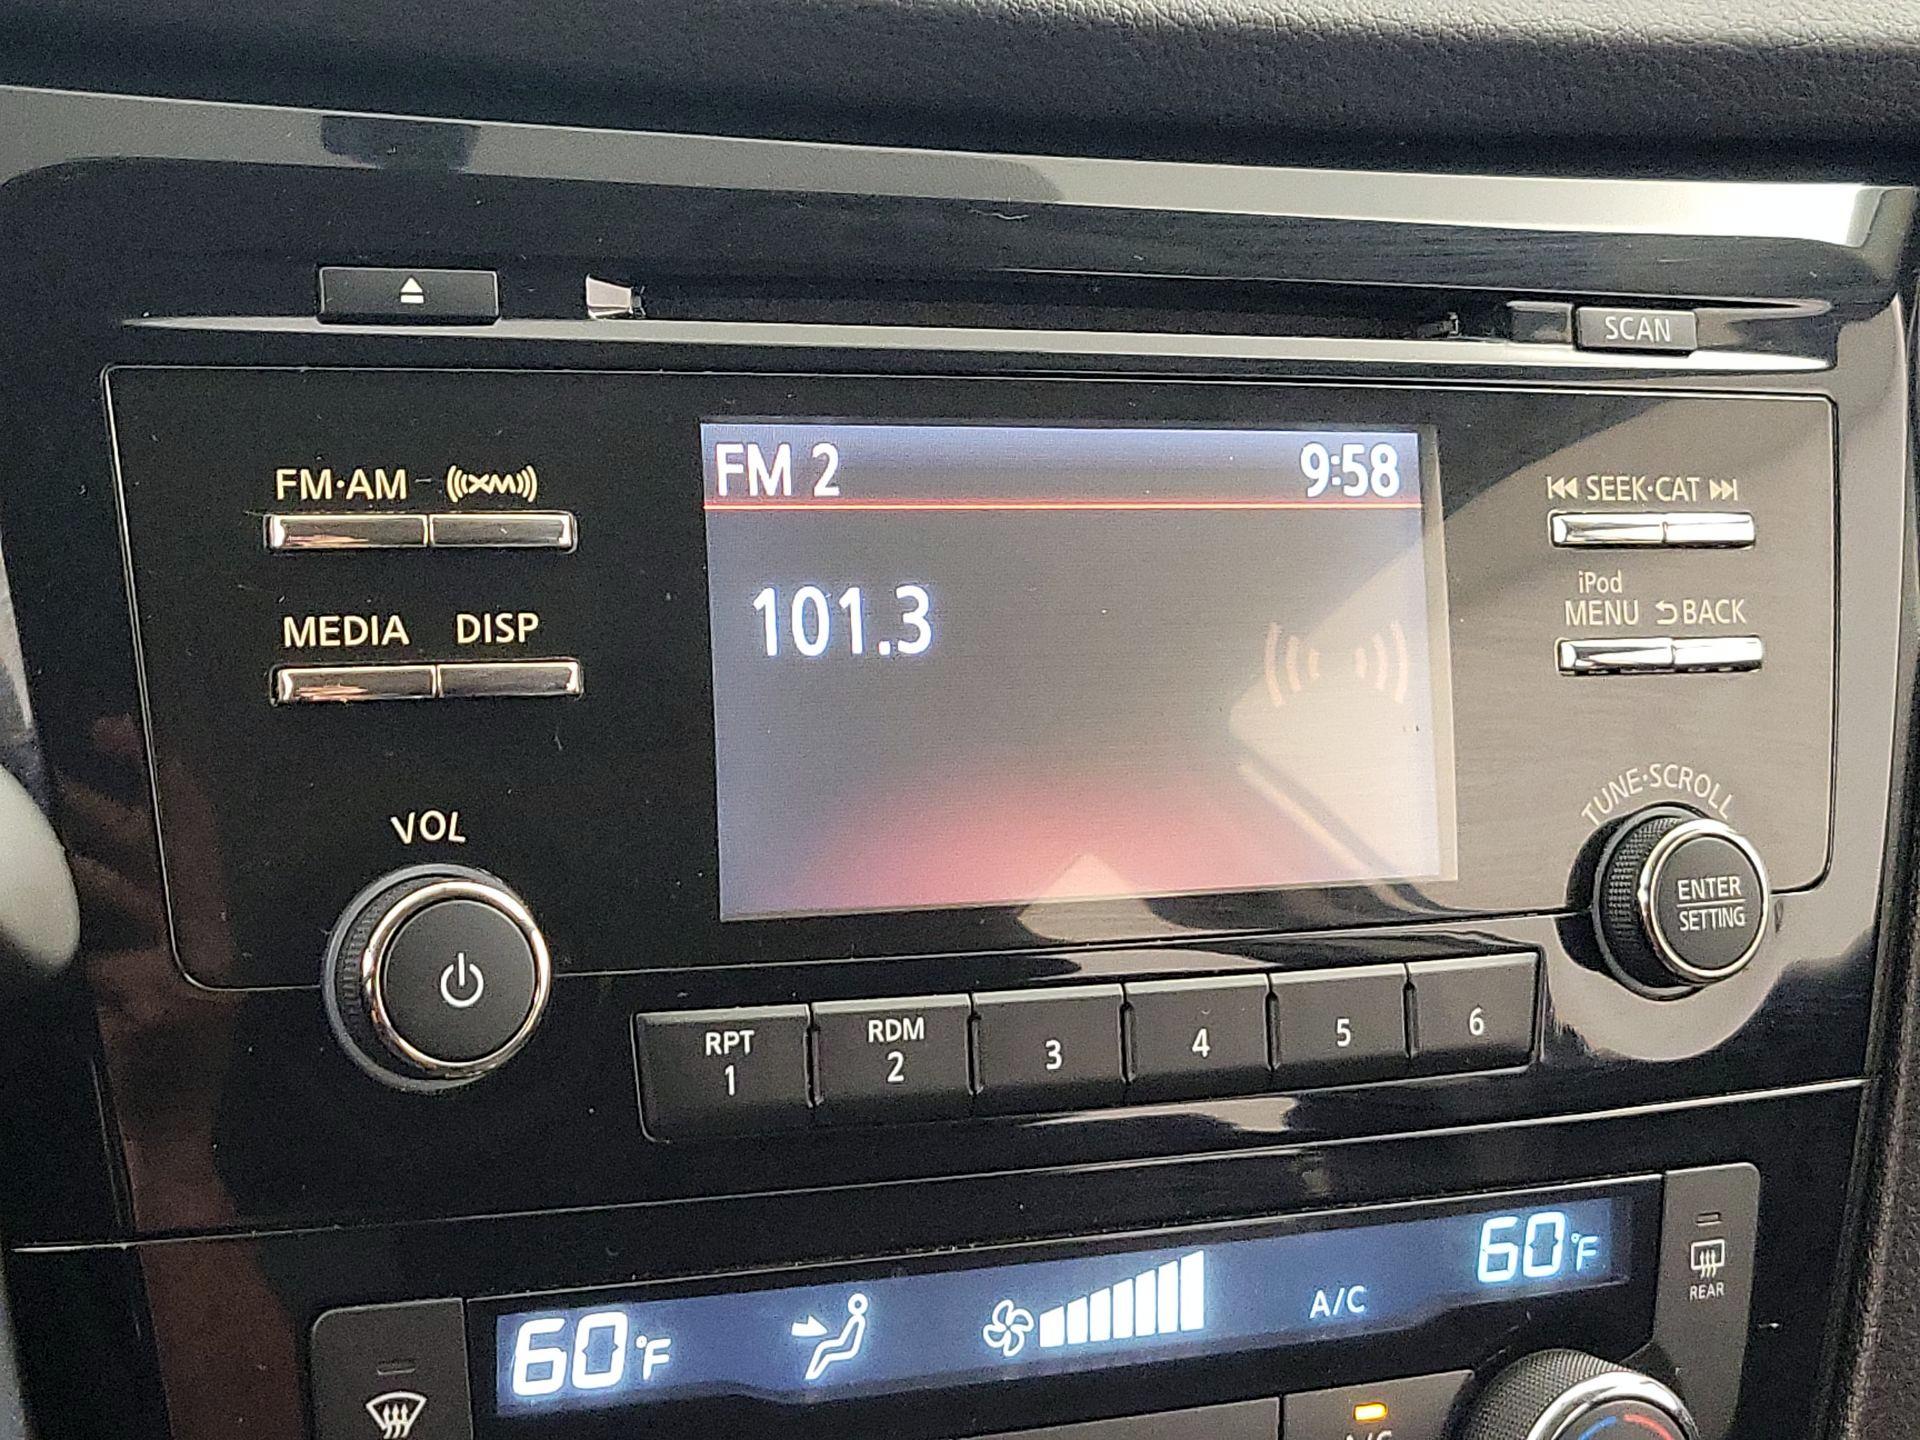 SCAN
FM·AM XM
FM 2 9:58
SEEK·CAT
101.3
iPod
MENU BACK
MEDIA DISP
TUNE·SCROLL
VOL
ENTER
SETTING
RPT
1
RDM
2
3
4
5
6
60°F A/C 60°F
REAR
A/C